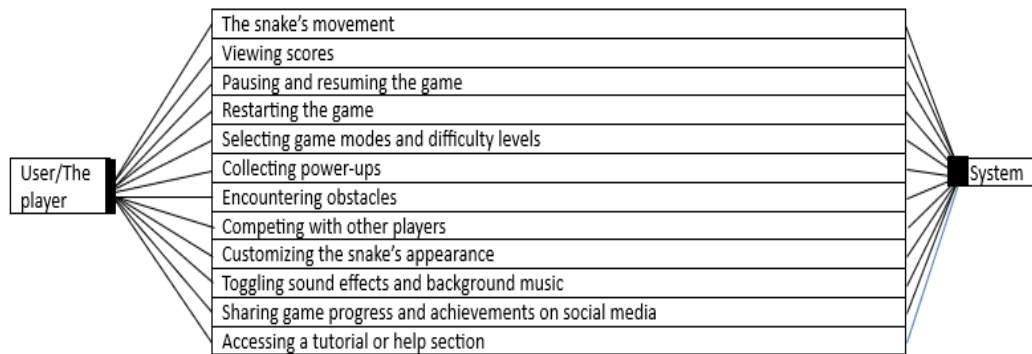 The snake's movement
Viewing scores
Pausing and resuming the game
Restarting the game
Selecting game modes and difficulty levels
Collecting power-ups
Encountering obstacles
Competing with other players
Customizing the snake's appearance
Toggling sound effects and background music
Sharing game progress and achievements on social media
Accessing a tutorial or help section
User/The
player
System